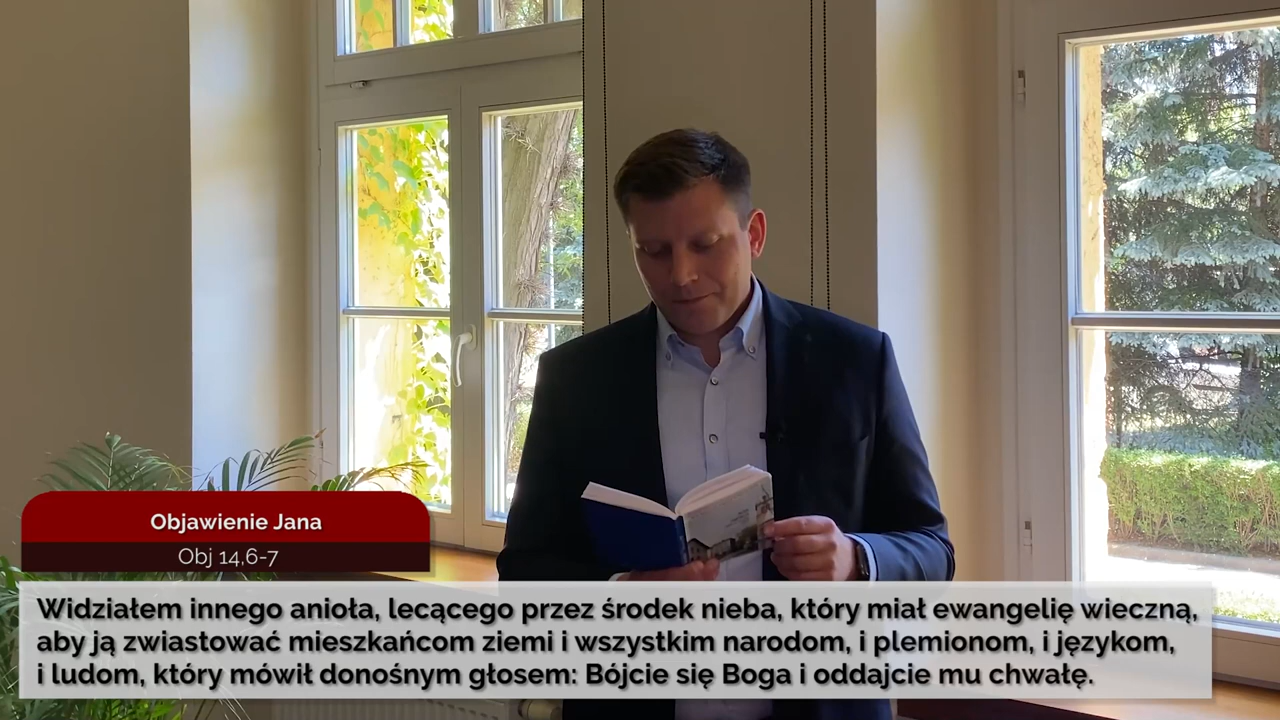 Objawienie Jana
Obj 14,6-7
Widziałem innego anioła, lecącego przez środek nieba, który miał ewangelię wieczną,
aby ją zwiastować mieszkańcom ziemi i wszystkim narodom, i plemionom, i językom,
i ludom, który mówił donośnym głosem: Bójcie się Boga i oddajcie mu chwałę.